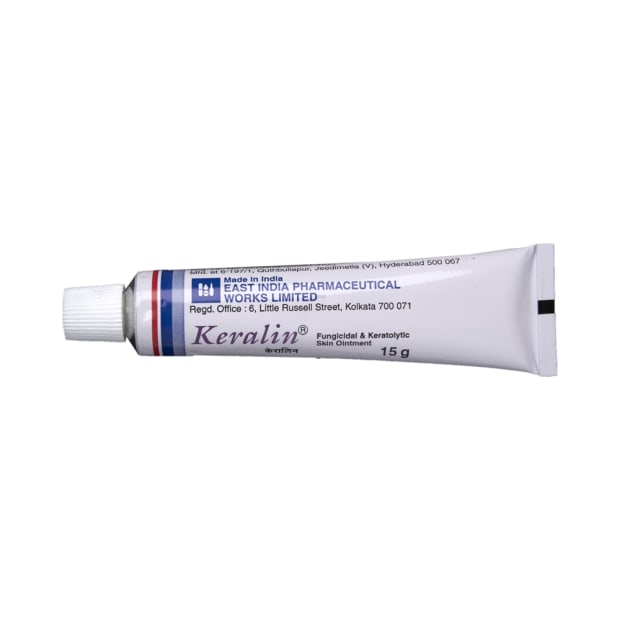 Mfd. at 6-197/1, Quthbullapur, Jeedimetla (V), Hyderabad 500 067
Made in India
EAST INDIA PHARMACEUTICAL
WORKS LIMITED
Regd. Office : 6, Little Russell Street, Kolkata 700 071
Keralin®
केरालिन
Fungicidal & Keratolytic
Skin Ointment
15 g